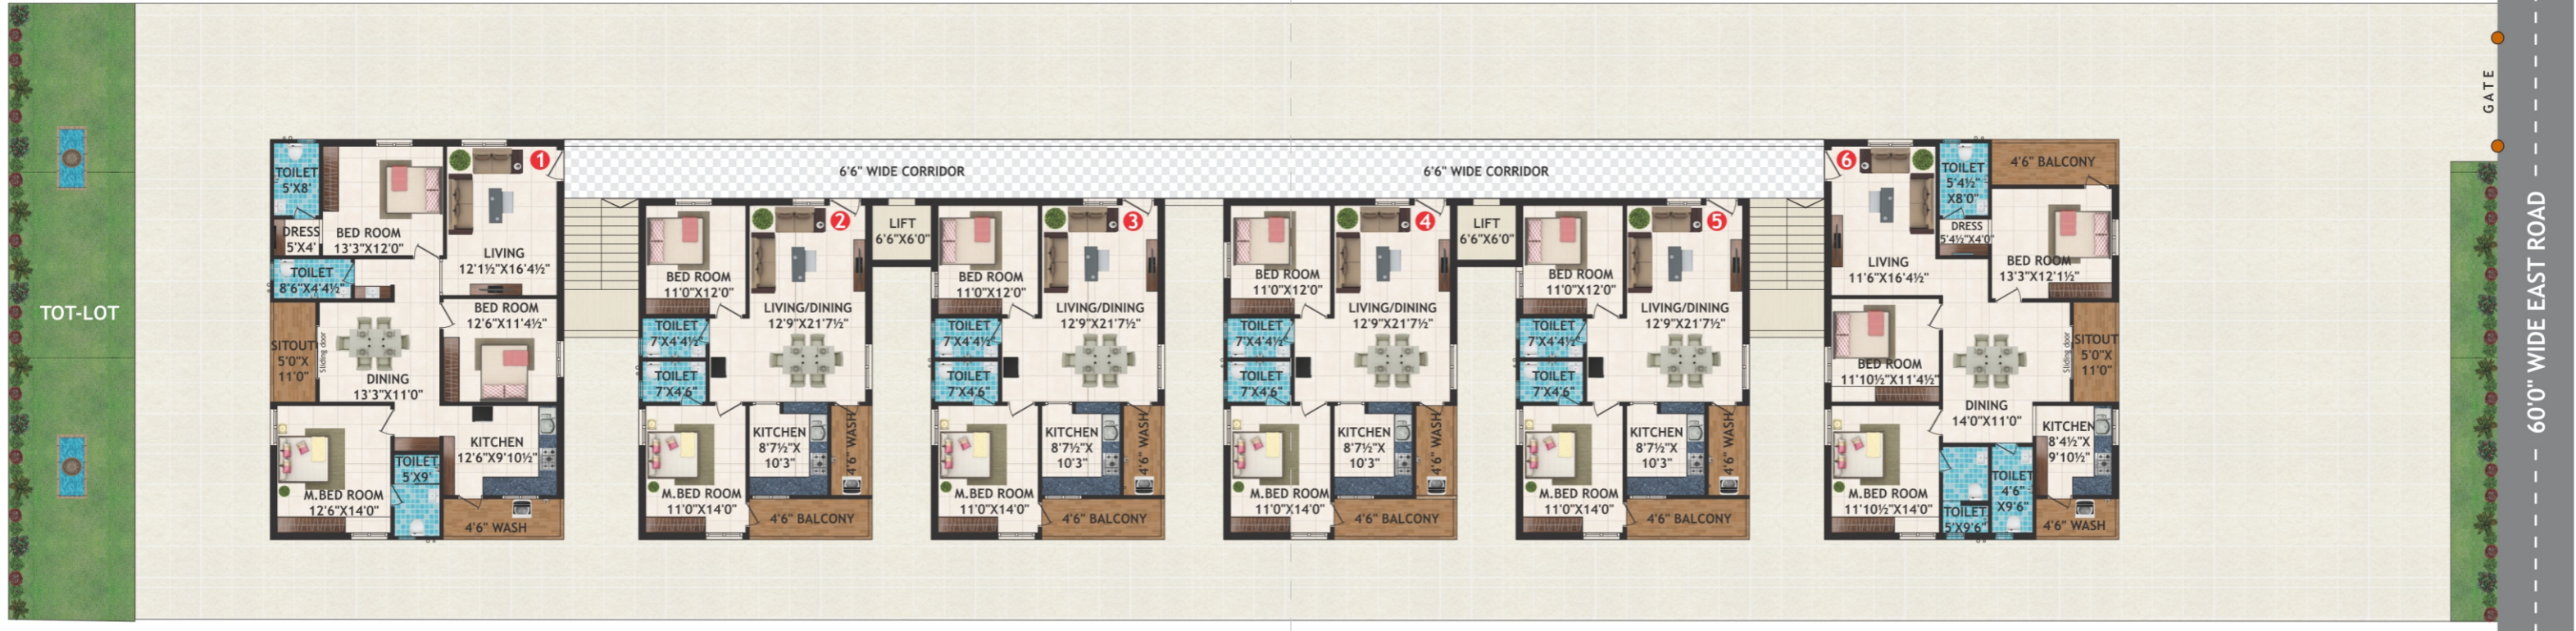 TOT-LOT
TOILET
5'X8'
DRESS
5'X4'
BED ROOM
13'3"X12'0"
1
LIVING
12'1½"X16'4½"
TOILET
8'6"X4'4½"
BED ROOM
12'6"X11'4½"
SITOUT
5'0"X
11'0"
Sliding door
DINING
13'3"X11'0"
KITCHEN
12'6"X9'10½"
TOILET
5'X9'
M.BED ROOM
12'6"X14'0"
4'6" WASH
6'6" WIDE CORRIDOR
6'6" WIDE CORRIDOR
2
BED ROOM
11'0"X12'0"
LIVING/DINING
12'9"X21'7½"
TOILET
7'X4'4½"
TOILET
7'X4'6"
KITCHEN
8'7½"X
10'3"
4'6" WASH
M.BED ROOM
11'0"X14'0"
4'6" BALCONY
LIFT
6'6"X6'0"
3
BED ROOM
11'0"X12'0"
LIVING/DINING
12'9"X21'7½"
TOILET
7'X4'4½"
TOILET
7'X4'6"
KITCHEN
8'7½"X
10'3"
4'6" WASH
M.BED ROOM
11'0"X14'0"
4'6" BALCONY
4
BED ROOM
11'0"X12'0"
LIVING/DINING
12'9"X21'7½"
TOILET
7'X4'4½"
TOILET
7'X4'6"
KITCHEN
8'7½"X
10'3"
4'6" WASH
M.BED ROOM
11'0"X14'0"
4'6" BALCONY
LIFT
6'6"X6'0"
5
BED ROOM
11'0"X12'0"
LIVING/DINING
12'9"X21'7½"
TOILET
7'X4'4½"
TOILET
7'X4'6"
KITCHEN
8'7½"X
10'3"
4'6" WASH
M.BED ROOM
11'0"X14'0"
4'6" BALCONY
6
TOILET
5'4½"
X8'0"
4'6" BALCONY
DRESS
5'4½"X4'0"
LIVING
11'6"X16'4½"
BED ROOM
13'3"X12'1½"
BED ROOM
11'10½"X11'4½"
Sliding door
SITOUT
5'0"X
11'0"
DINING
14'0"X11'0"
KITCHEN
8'4½"X
9'10½"
M.BED ROOM
11'10½"X14'0"
TOILET
5'X9'6"
TOILET
4'6"
X9'6"
4'6" WASH
GATE
60'0" WIDE EAST ROAD